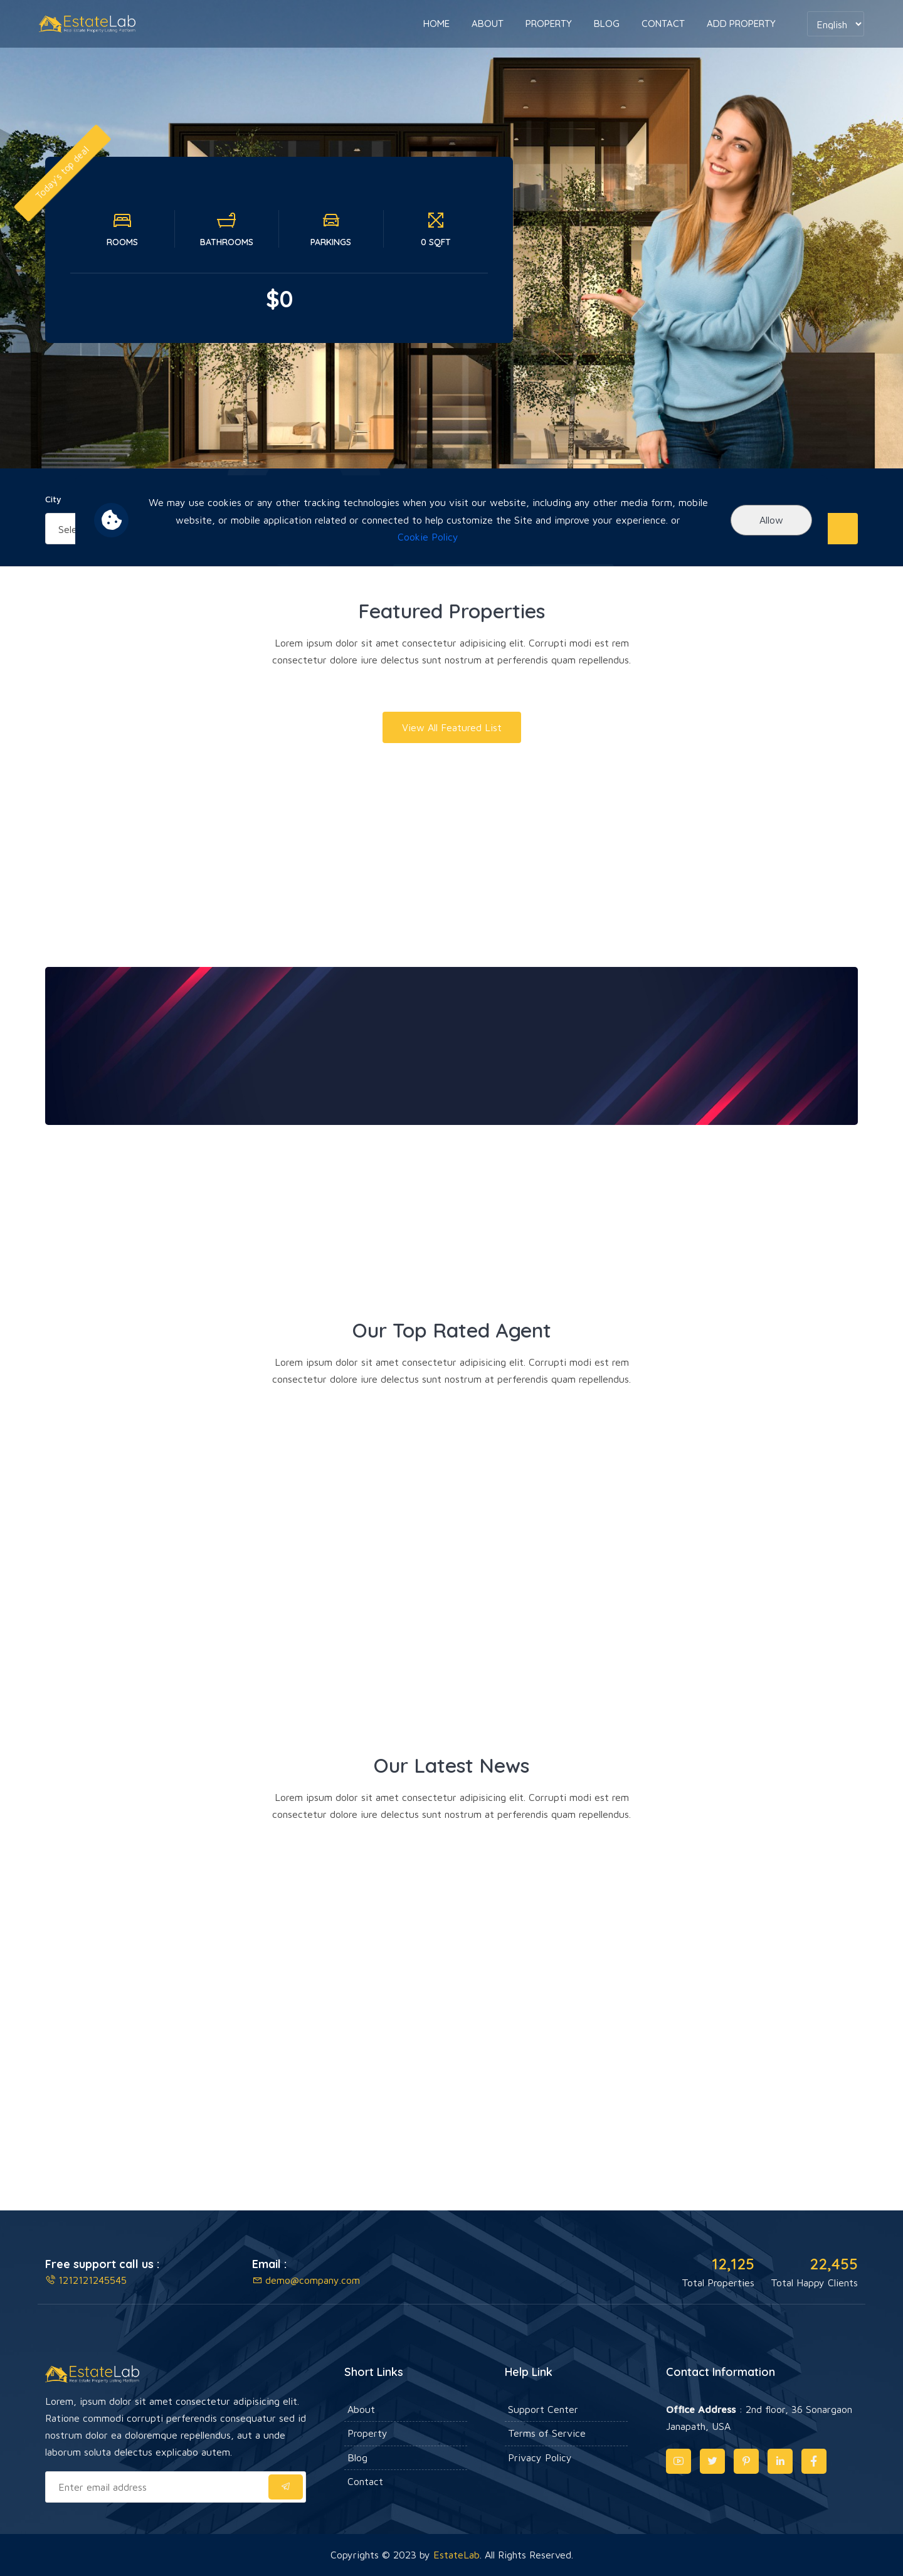 EstateLab
Real Estate Property Listing Platform
HOME ABOUT PROPERTY BLOG CONTACT ADD PROPERTY English
Today's top deal
ROOMS BATHROOMS PARKINGS 0 SQFT
$0
City
Sele
We may use cookies or any other tracking technologies when you visit our website, including any other media form, mobile
website, or mobile application related or connected to help customize the Site and improve your experience. or
Cookie Policy
Allow
Featured Properties
Lorem ipsum dolor sit amet consectetur adipisicing elit. Corrupti modi est rem
consectetur dolore iure delectus sunt nostrum at perferendis quam repellendus.
View All Featured List
Our Top Rated Agent
Lorem ipsum dolor sit amet consectetur adipisicing elit. Corrupti modi est rem
consectetur dolore iure delectus sunt nostrum at perferendis quam repellendus.
Our Latest News
Lorem ipsum dolor sit amet consectetur adipisicing elit. Corrupti modi est rem
consectetur dolore iure delectus sunt nostrum at perferendis quam repellendus.
Free support call us :
1212121245545
Email :
demo@company.com
12,125
Total Properties
22,455
Total Happy Clients
EstateLab
Real Estate Property Listing Platform
Lorem, ipsum dolor sit amet consectetur adipisicing elit.
Ratione commodi corrupti perferendis consequatur sed id
nostrum dolor ea doloremque repellendus, aut a unde
laborum soluta delectus explicabo autem.
Enter email address
Short Links
About
Property
Blog
Contact
Help Link
Support Center
Terms of Service
Privacy Policy
Contact Information
Office Address : 2nd floor, 36 Sonargaon
Janapath, USA
Copyrights © 2023 by EstateLab. All Rights Reserved.